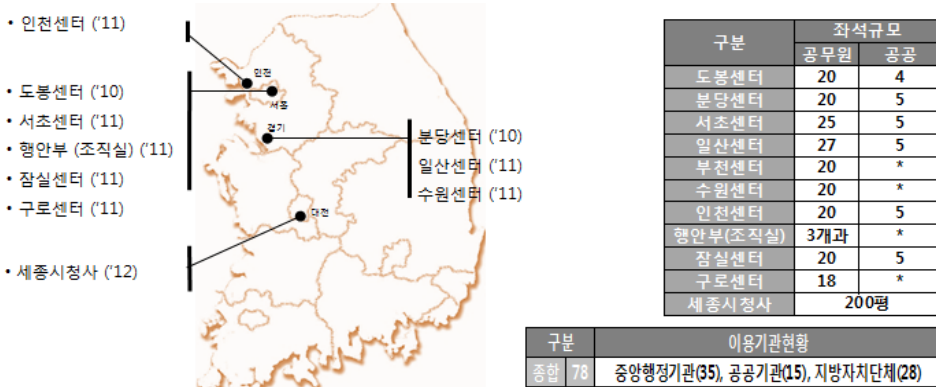 • 인천센터 ('11)
• 도봉센터 ('10)
• 서초센터 ('11)
• 행안부 (조직실) ('11)
• 잠실센터 ('11)
• 구로센터 ('11)
• 세종시청사 ('12)
인전
서종
경기
대전
분당센터 ('10)
일산센터 ('11)
수원센터 ('11)
구분 좌석규모
공무원 공공
도봉센터 20 4
분당센터 20 5
서초센터 25 5
일산센터 27 5
부천센터 20 *
수원센터 20 *
인천센터 20 5
행안부(조직실) 3개과 *
잠실센터 20 5
구로센터 18 *
세종시청사 200평
구분 이용기관현황
종합 78 중앙행정기관(35), 공공기관(15), 지방자치단체(28)